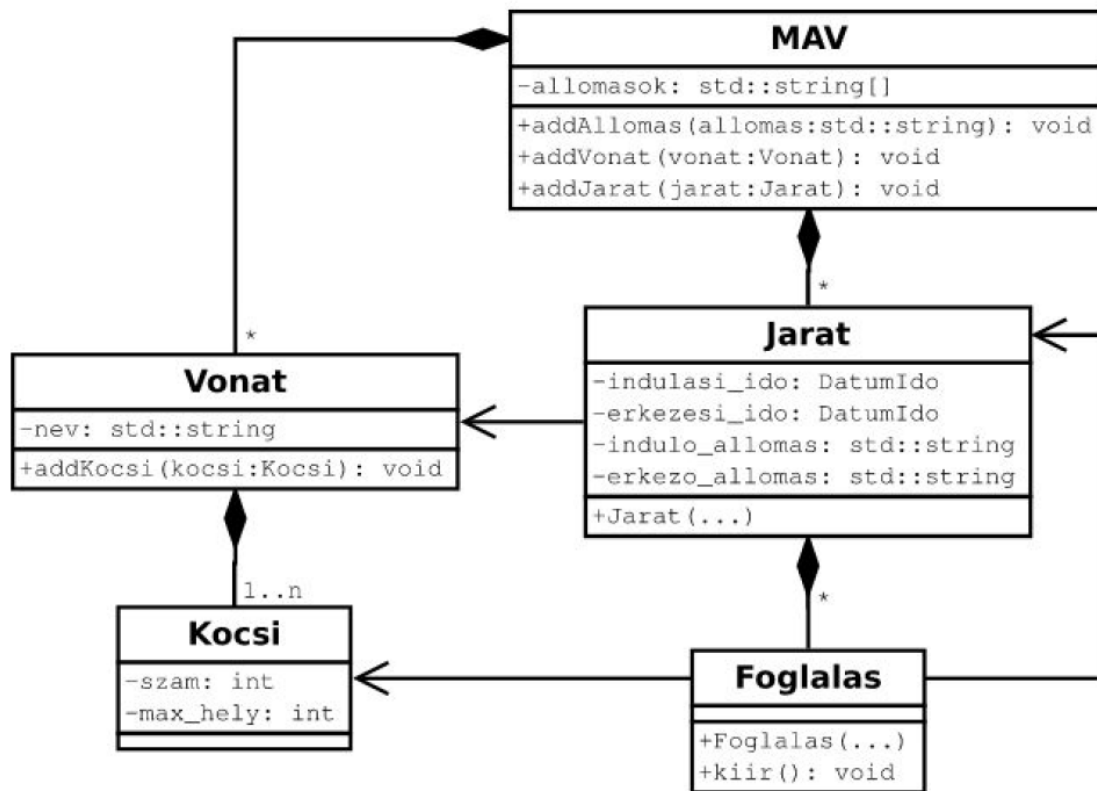 MAV
-allomasok: std::string[]
+addAllomas(allomas:std::string): void
+addVonat(vonat:Vonat): void
+addJarat(jarat:Jarat): void
*
*
Jarat
-indulasi_ido: DatumIdo
-erkezesi_ido: DatumIdo
-indulo_allomas: std::string
-erkezo_allomas: std::string
+Jarat(...)
Vonat
-nev: std::string
+addKocsi(kocsi:Kocsi): void
1..n
*
Kocsi
-szam: int
-max_hely: int
Foglalas
+Foglalas(...)
+kiir(): void